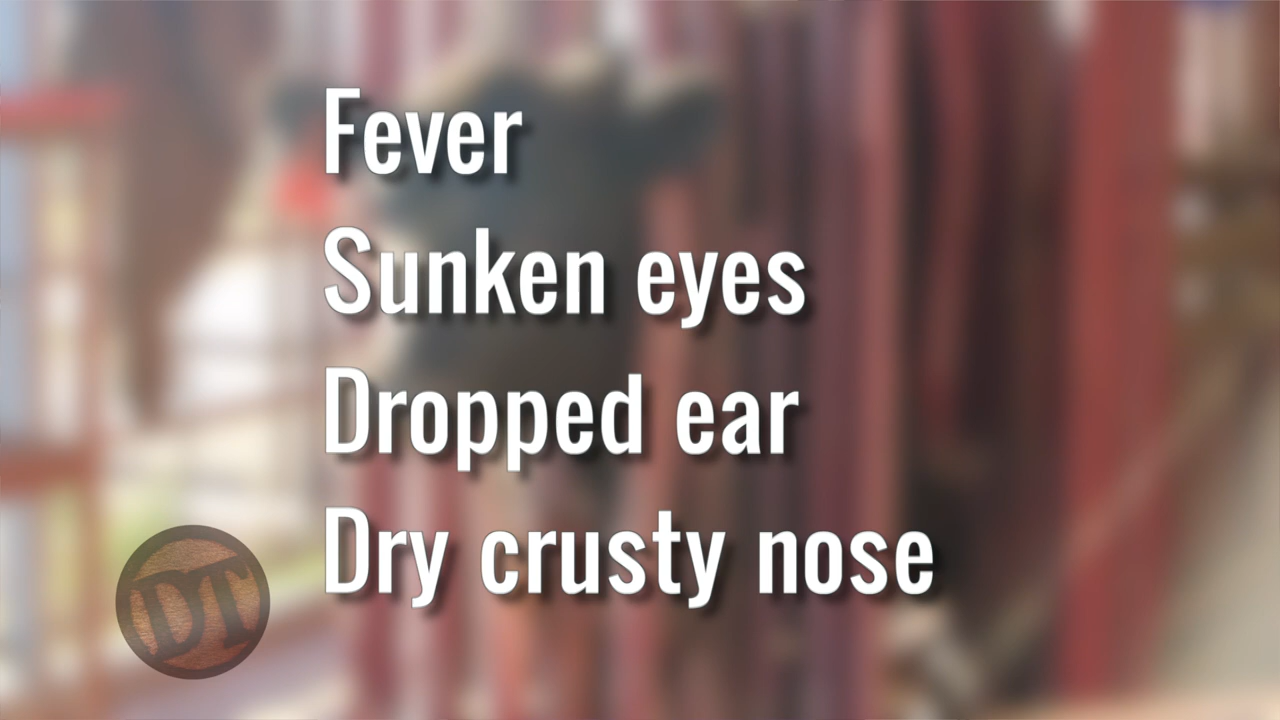 Fever
Sunken eyes
Dropped ear
Dry crusty nose
DT